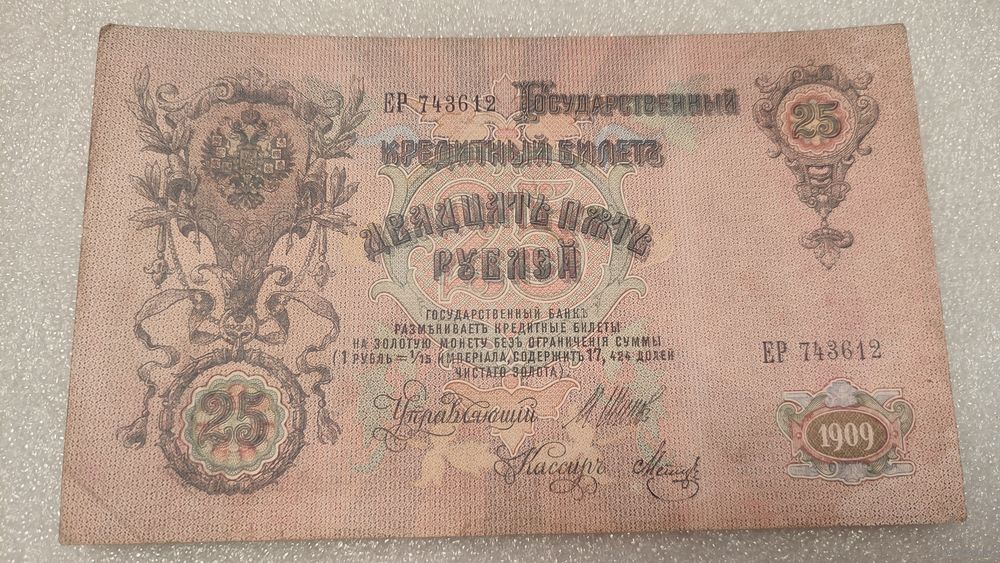 ЕР 743612 Государственный
Кредитный Билетъ
25
Двадцать пять
рублей
Государственный банкъ
размѣниваетъ кредитные билеты
на золотую монету безъ ограниченія суммы
(1 рубль = 1/15 имперіала, содержитъ 17,424 долей
чистаго золота).
ЕР 743612
25
Управляющій
1909
Кассиръ